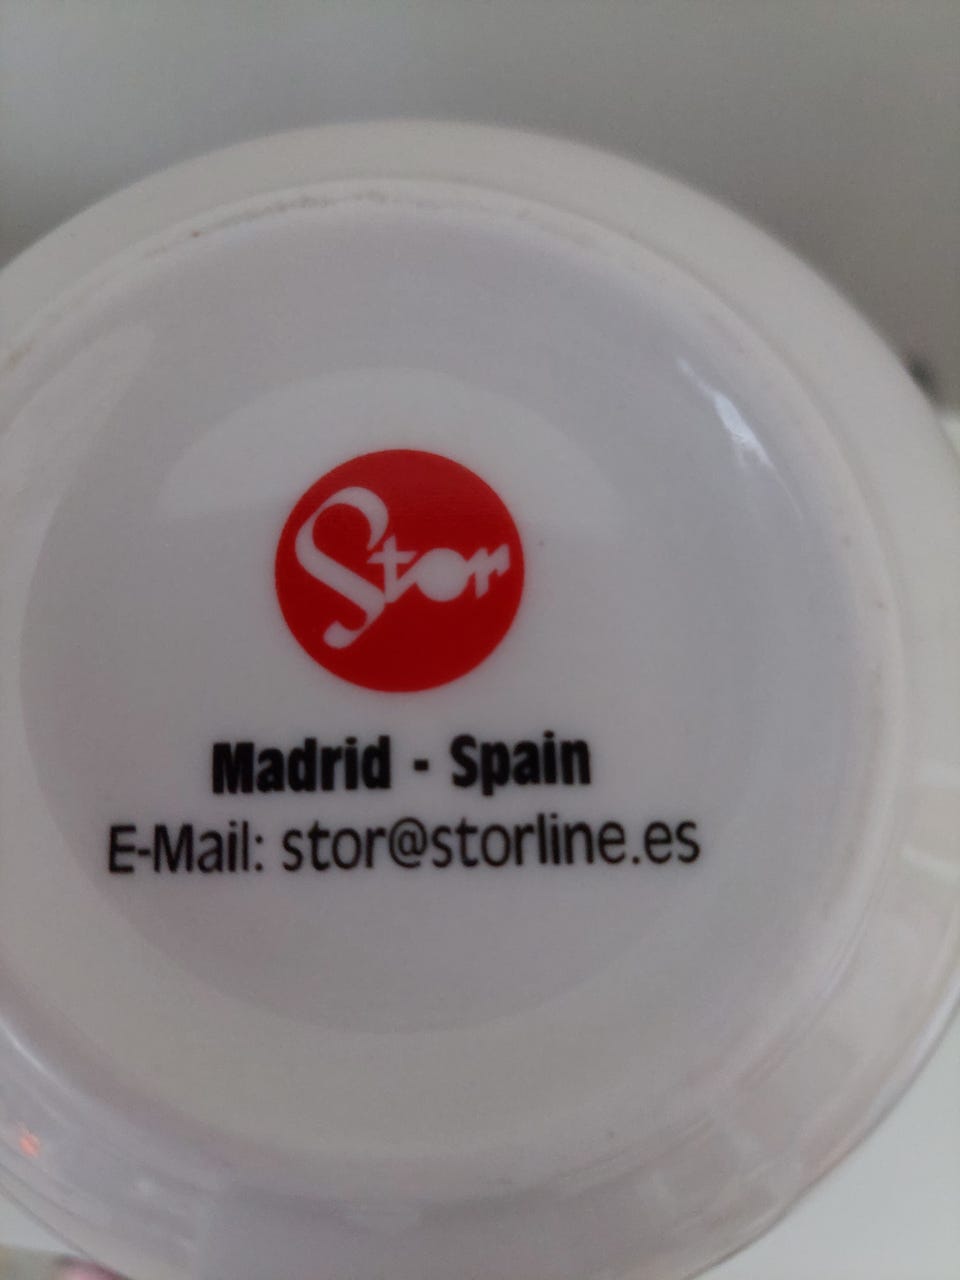 Stor
Madrid - Spain
E-Mail: stor@storline.es